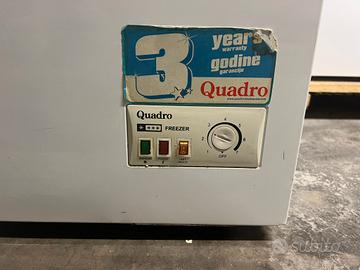 3 years
warranty
godine
garancije
Quadro
Quadro
FREEZER
OFF
subito